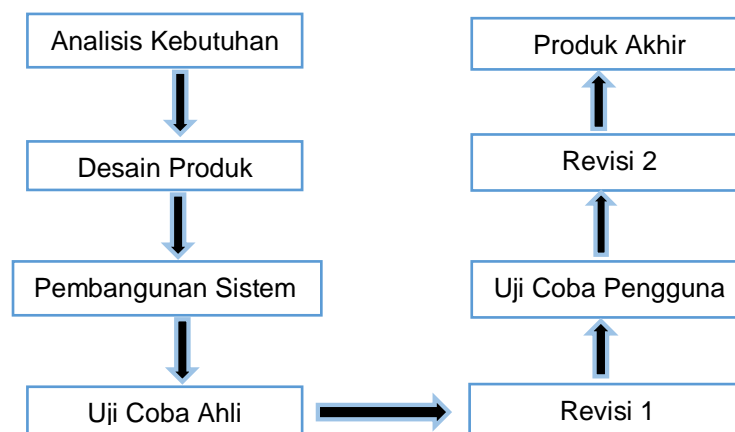 Analisis Kebutuhan
Desain Produk
Pembangunan Sistem
Uji Coba Ahli
Revisi 1
Uji Coba Pengguna
Revisi 2
Produk Akhir